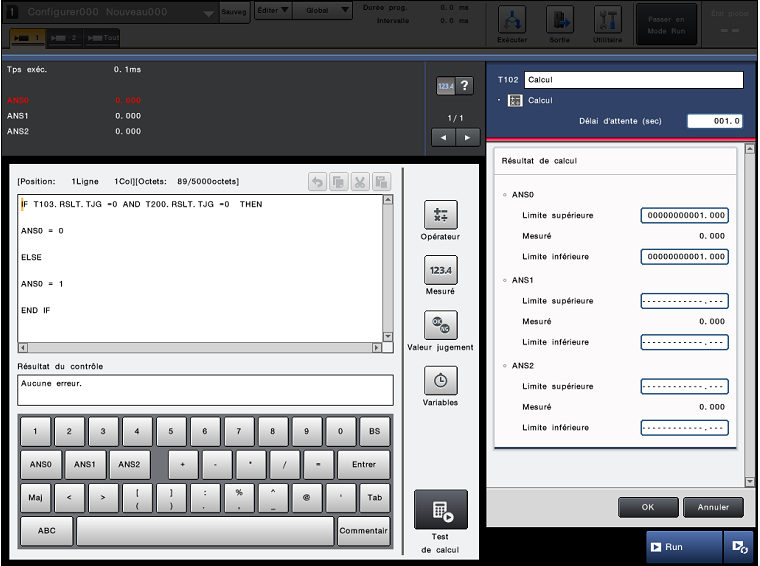 1 Configurer000 Nouveau000
Sauveg
Éditer
Global
Durée prog. 0.0 ms
Intervalle 0.0 ms
Exécuter
Sortie
Utilitaire
Passer en
Mode Run
État global
--
1
2
Tout
Tps exéc. 0.1ms
ANS0 0.000
ANS1 0.000
ANS2 0.000
123.4 ?
1/1
T102 Calcul
Calcul
Délai d'attente (sec) 001.0
[Position: 1Ligne 1Col][Octets: 89/5000octets]
IF T103.RSLT.TJG =0 AND T200.RSLT.TJG =0 THEN
ANS0 = 0
ELSE
ANS0 = 1
END IF
Résultat du contrôle
Aucune erreur.
Opérateur
123.4
Mesuré
OK
NG
Valeur jugement
Variables
Test
de calcul
1 2 3 4 5 6 7 8 9 0 BS
ANS0 ANS1 ANS2 + - * / = Entrer
Maj < > [ ( ] ) : . % , ^ _ @ ' Tab
ABC Commentair
Résultat de calcul
ANS0
Limite supérieure 00000000001.000
Mesuré 0.000
Limite inférieure 00000000001.000
ANS1
Limite supérieure -----------.---
Mesuré 0.000
Limite inférieure -----------.---
ANS2
Limite supérieure -----------.---
Mesuré 0.000
Limite inférieure -----------.---
OK Annuler
Run